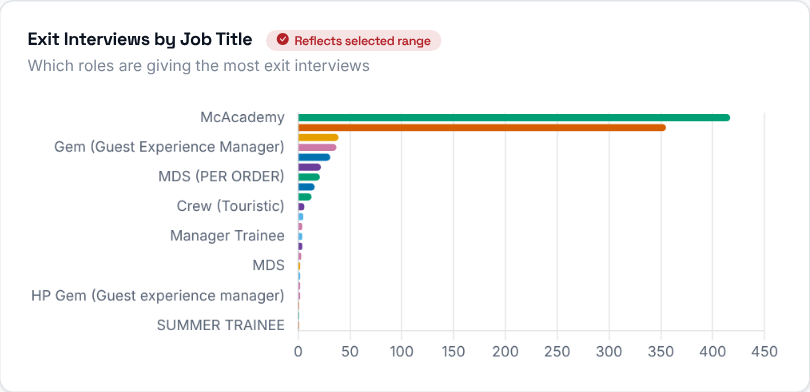 Exit Interviews by Job Title
Reflects selected range
Which roles are giving the most exit interviews
McAcademy
Gem (Guest Experience Manager)
MDS (PER ORDER)
Crew (Touristic)
Manager Trainee
MDS
HP Gem (Guest experience manager)
SUMMER TRAINEE
0 50 100 150 200 250 300 350 400 450